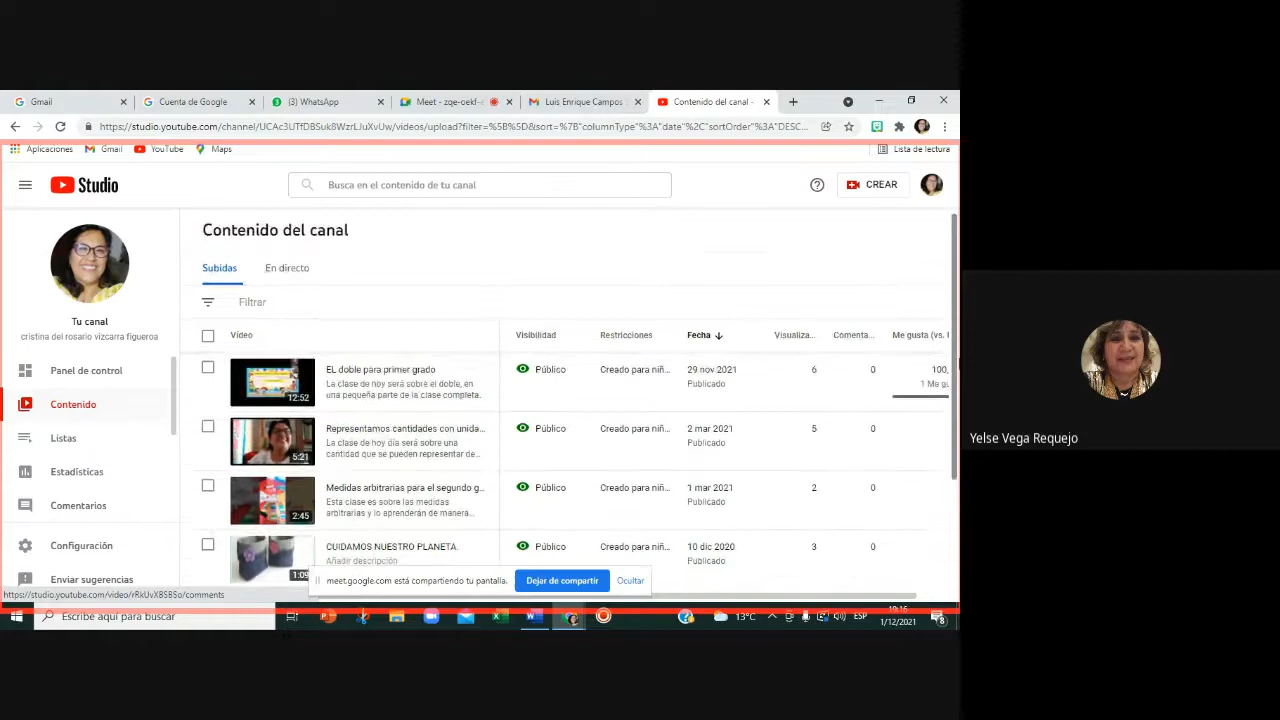 Gmail
Cuenta de Google
(3) WhatsApp
Meet - zqe-oekf-
Luis Enrique Campos
Contenido del canal -
https://studio.youtube.com/channel/UCAc3UTfDBSuk8WzrLJuXvUw/videos/upload?filter=%5B%5D&sort=%7B"columnType"%3A"date"%2C"sortOrder"%3A"DESC...
Aplicaciones
Gmail
YouTube
Maps
Lista de lectura
Studio
Busca en el contenido de tu canal
CREAR
Tu canal
cristina del rosario vizcarra figueroa
Panel de control
Contenido
Listas
Estadísticas
Comentarios
Configuración
Enviar sugerencias
Contenido del canal
Subidas
En directo
Filtrar
Vídeo
Visibilidad
Restricciones
Fecha
Visualiza...
Comenta...
Me gusta (vs.
12:52
EL doble para primer grado
La clase de hoy será sobre el doble, en
una pequeña parte de la clase completa.
Público
Creado para niñ...
29 nov 2021
Publicado
6
0
100,
5:21
Representamos cantidades con unida...
La clase de hoy día será sobre una
cantidad que se pueden representar de...
Público
Creado para niñ...
2 mar 2021
Publicado
5
0
2:45
Medidas arbitrarias para el segundo g...
Esta clase es sobre las medidas
arbitrarias y lo aprenderán de manera...
Público
Creado para niñ...
1 mar 2021
Publicado
2
0
1:09
CUIDAMOS NUESTRO PLANETA.
Añadir descripción
Público
Creado para niñ...
10 dic 2020
Publicado
3
0
meet.google.com está compartiendo tu pantalla.
Dejar de compartir
Ocultar
https://studio.youtube.com/video/rRkUvXBSBSo/comments
Escribe aquí para buscar
13°C
ESP
19:16
1/12/2021
8
Yelse Vega Requejo